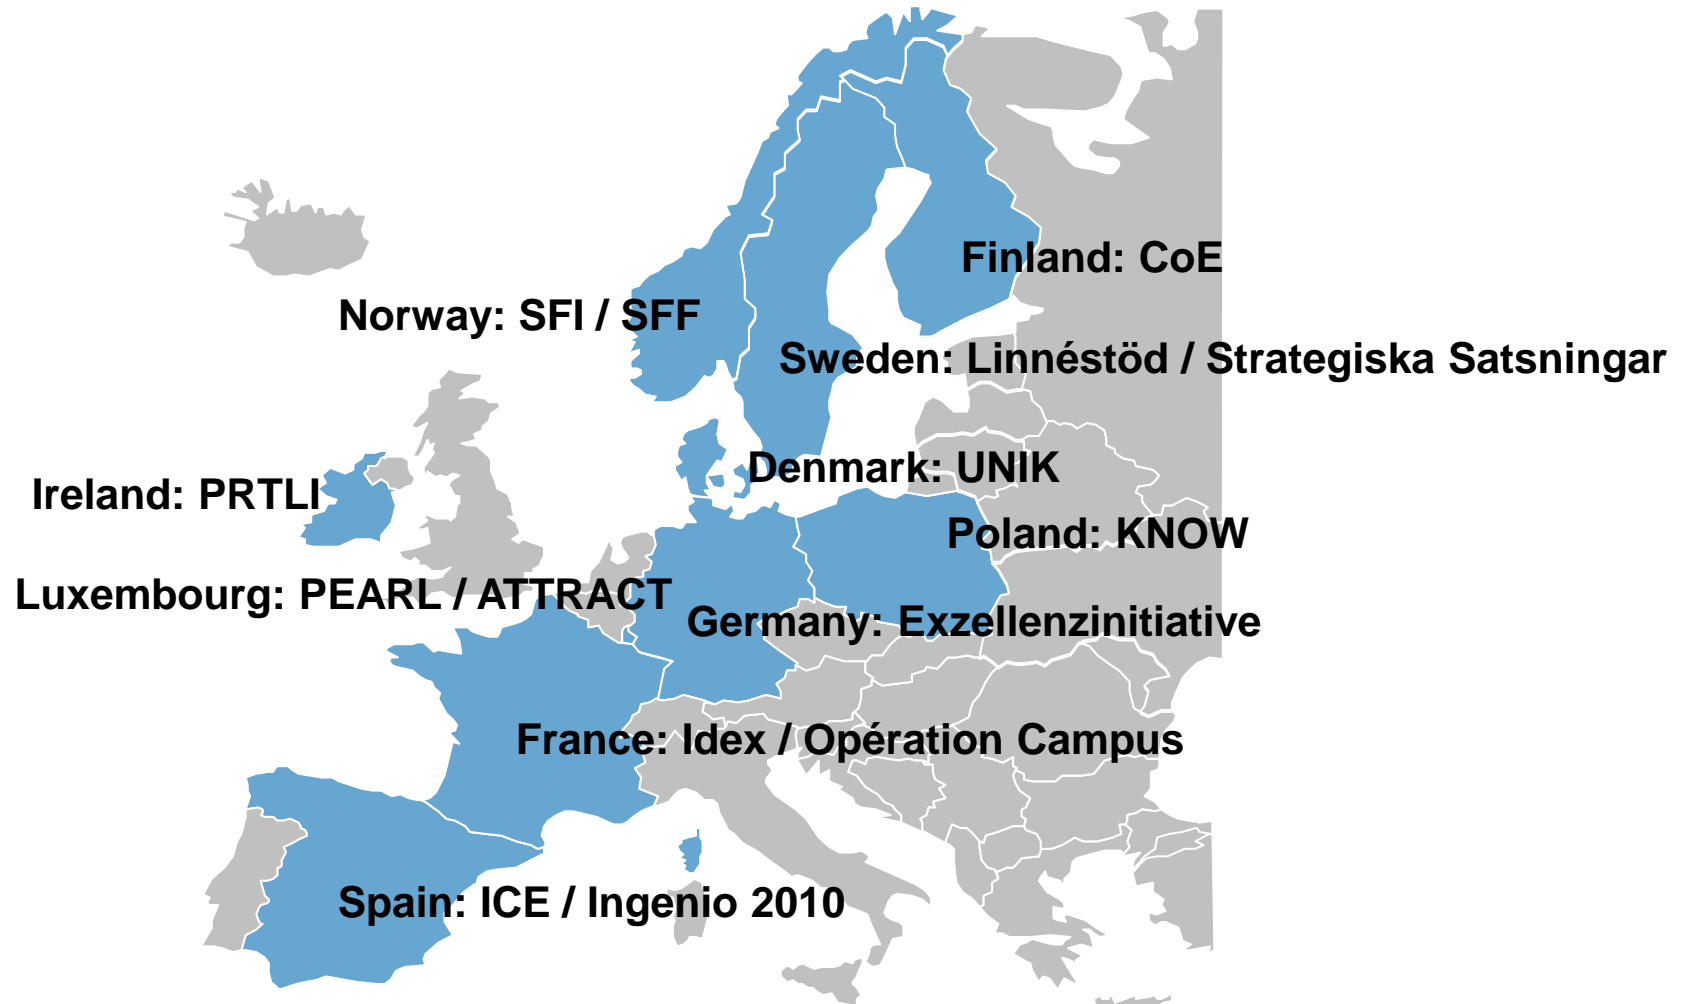 Finland: CoE
Norway: SFI / SFF
Sweden: Linnéstöd / Strategiska Satsningar
Denmark: UNIK
Ireland: PRTLI
Poland: KNOW
Luxembourg: PEARL / ATTRACT
Germany: Exzellenzinitiative
France: Idex / Opération Campus
Spain: ICE / Ingenio 2010